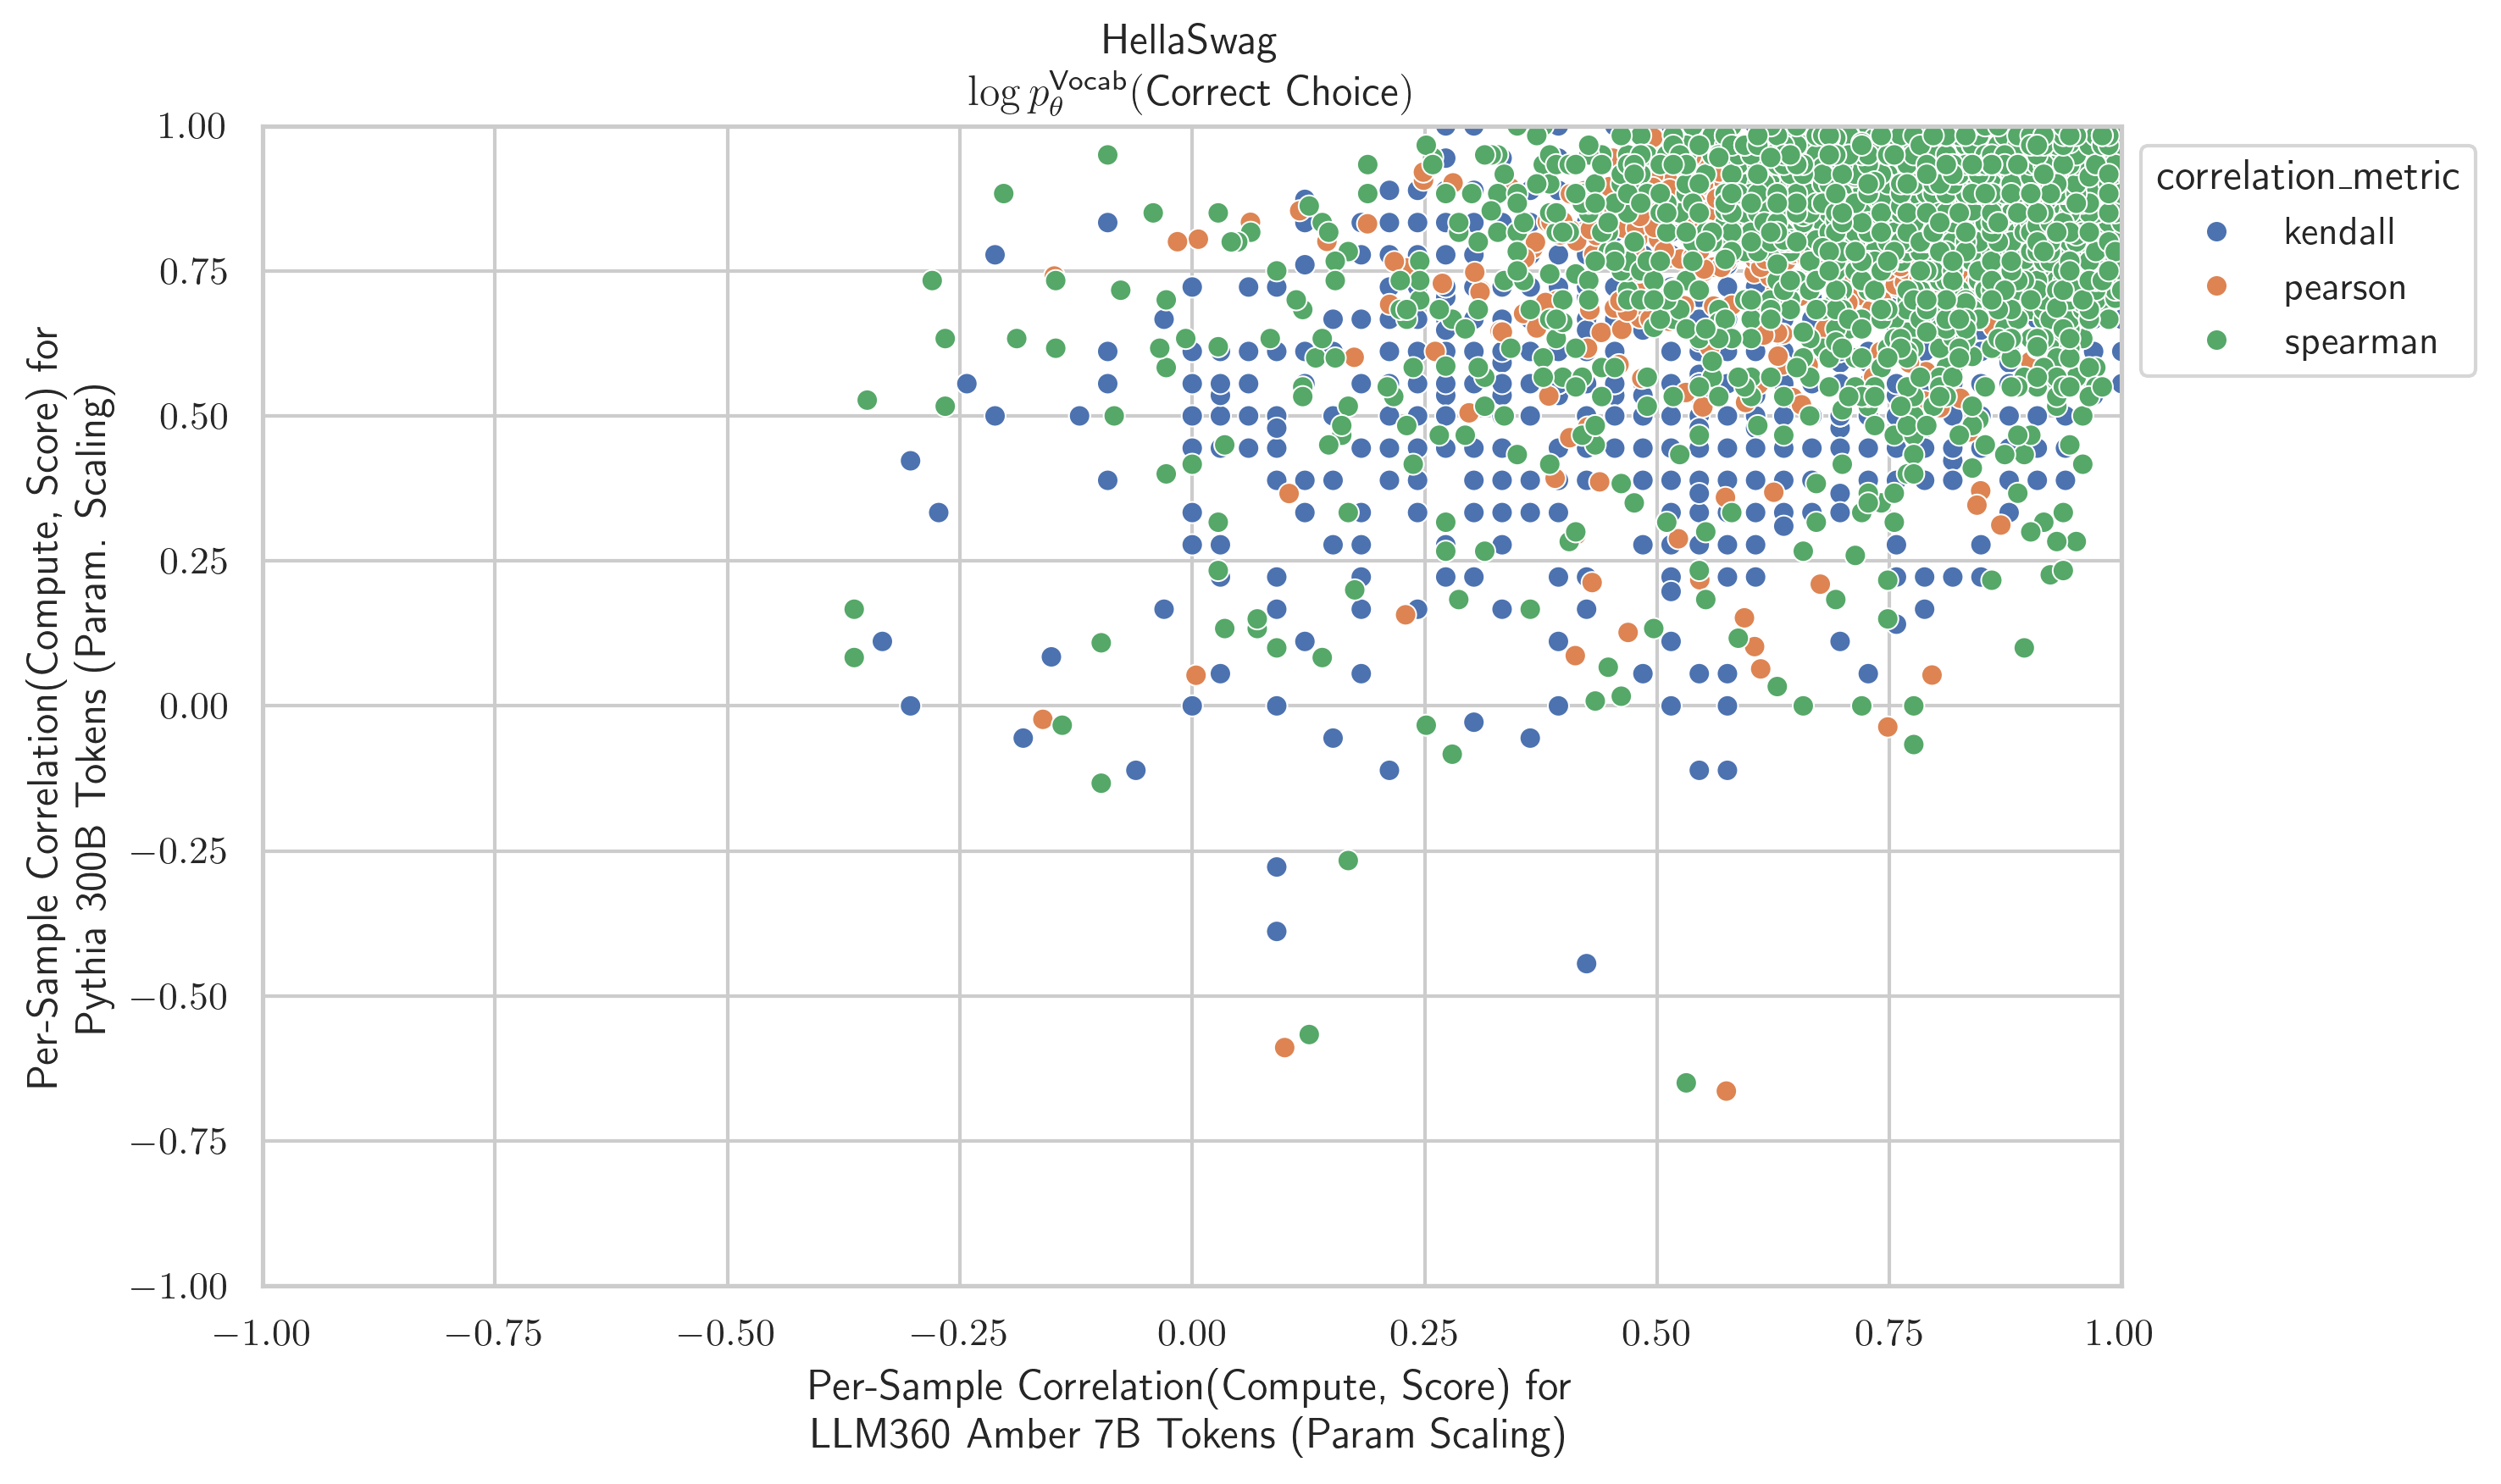 HellaSwag
log p_θ^Vocab(Correct Choice)
1.00
0.75
0.50
0.25
0.00
−0.25
−0.50
−0.75
−1.00
Per-Sample Correlation(Compute, Score) for
Pythia 300B Tokens (Param. Scaling)
−1.00 −0.75 −0.50 −0.25 0.00 0.25 0.50 0.75 1.00
Per-Sample Correlation(Compute, Score) for
LLM360 Amber 7B Tokens (Param Scaling)
correlation_metric
kendall
pearson
spearman